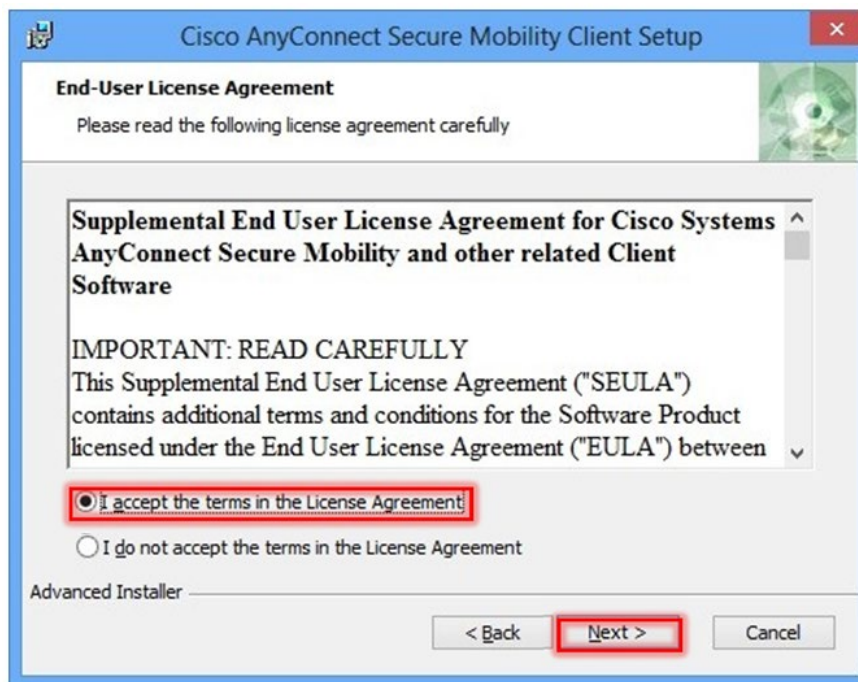 Cisco AnyConnect Secure Mobility Client Setup
End-User License Agreement
Please read the following license agreement carefully
Supplemental End User License Agreement for Cisco Systems
AnyConnect Secure Mobility and other related Client
Software
IMPORTANT: READ CAREFULLY
This Supplemental End User License Agreement ("SEULA")
contains additional terms and conditions for the Software Product
licensed under the End User License Agreement ("EULA") between
I accept the terms in the License Agreement
I do not accept the terms in the License Agreement
Advanced Installer
< Back Next > Cancel